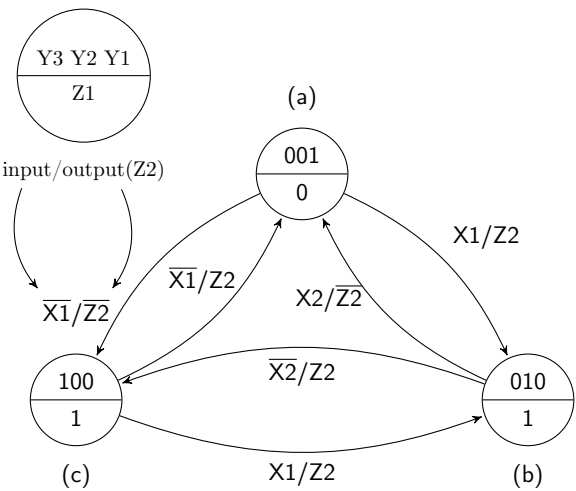 Y3 Y2 Y1
Z1
(a)
input/output(Z2)
001
0
X1/Z2
X̅1̅/Z2
X2/Z̅2̅
X̅1̅/Z̅2̅
X̅2̅/Z2
100
1
010
1
(c)
X1/Z2
(b)